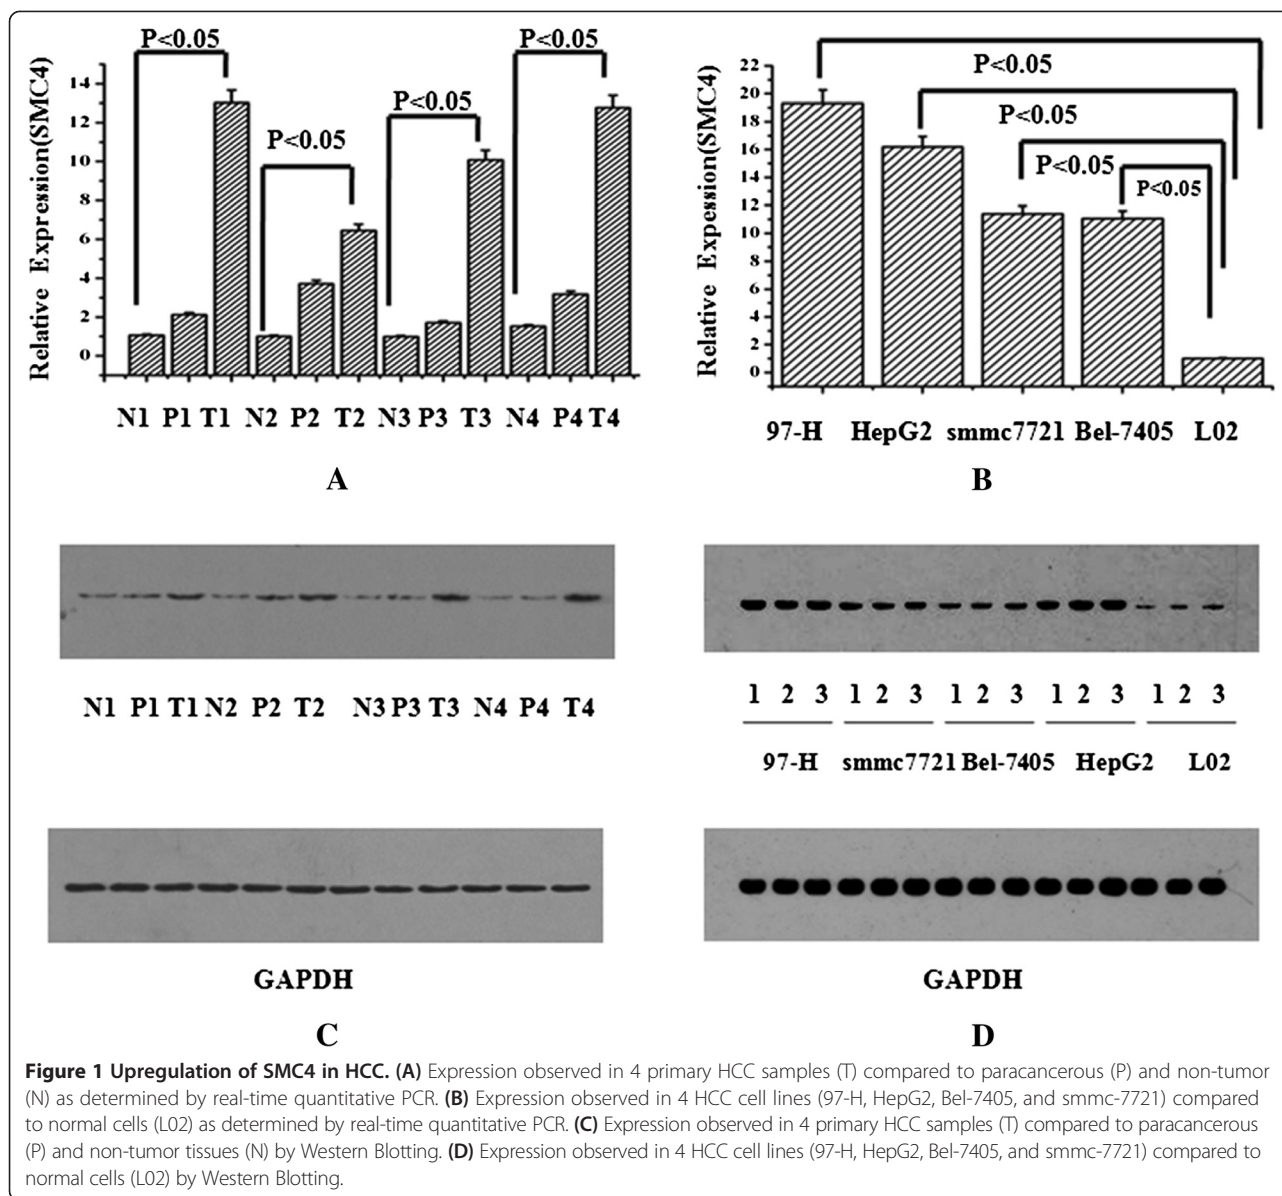 P<0.05
P<0.05
P<0.05
P<0.05
Relative Expression(SMC4)
14
12
10
8
6
4
2
0
N1 P1 T1 N2 P2 T2 N3 P3 T3 N4 P4 T4
A
P<0.05
P<0.05
P<0.05
P<0.05
Relative Expession(SMC4)
22
20
18
16
14
12
10
8
6
4
2
0
97-H HepG2 smmc7721 Bel-7405 L02
B
N1 P1 T1 N2 P2 T2 N3 P3 T3 N4 P4 T4
GAPDH
C
1 2 3 1 2 3 1 2 3 1 2 3 1 2 3
97-H smmc7721 Bel-7405 HepG2 L02
GAPDH
D
Figure 1 Upregulation of SMC4 in HCC. (A) Expression observed in 4 primary HCC samples (T) compared to paracancerous (P) and non-tumor
(N) as determined by real-time quantitative PCR. (B) Expression observed in 4 HCC cell lines (97-H, HepG2, Bel-7405, and smmc-7721) compared
to normal cells (L02) as determined by real-time quantitative PCR. (C) Expression observed in 4 primary HCC samples (T) compared to paracancerous
(P) and non-tumor tissues (N) by Western Blotting. (D) Expression observed in 4 HCC cell lines (97-H, HepG2, Bel-7405, and smmc-7721) compared to
normal cells (L02) by Western Blotting.